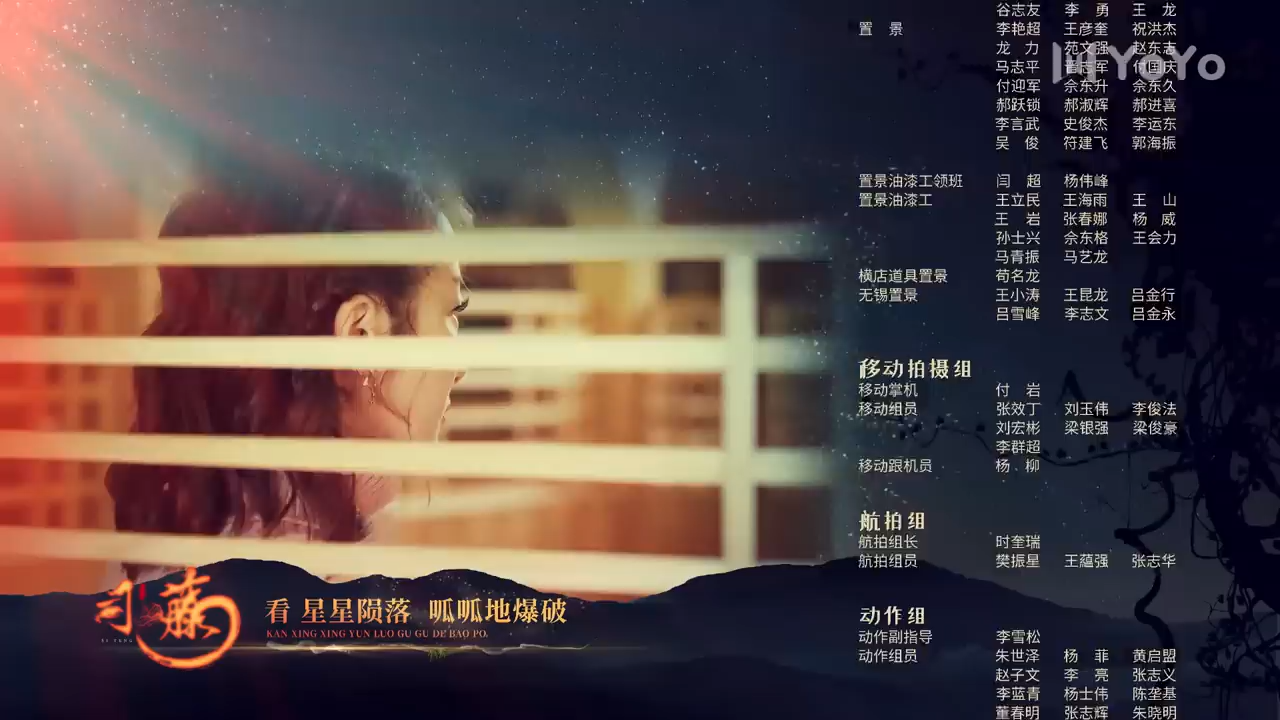 谷志友 李 勇 王 龙
置 景 李艳超 王彦奎 祝洪杰
龙 力 苑文强 赵东志
马志平 晋志军 付国庆
YoYo
付迎军 佘东升 佘东久
郝跃锁 郝淑辉 郝进喜
李言武 史俊杰 李运东
吴 俊 符建飞 郭海振
置景油漆工领班 闫 超 杨伟峰
置景油漆工 王立民 王海雨 王 山
王 岩 张春娜 杨 威
孙士兴 佘东格 王会力
马青振 马艺龙
横店道具置景 苟名龙
无锡置景 王小涛 王昆龙 吕金行
吕雪峰 李志文 吕金永
移动拍摄组
移动掌机 付 岩
移动组员 张效丁 刘玉伟 李俊法
刘宏彬 梁银强 梁俊豪
李群超
移动跟机员 杨 柳
航拍组
航拍组长 时奎瑞
航拍组员 樊振星 王蕴强 张志华
动作组
动作副指导 李雪松
动作组员 朱世泽 杨 菲 黄启盟
赵子文 李 亮 张志义
李蓝青 杨士伟 陈垄基
董春明 张志辉 朱晓明
司藤
SI TENG
看 星星陨落 呱呱地爆破
KAN XING XING YUN LUO GU GU DE BAO PO